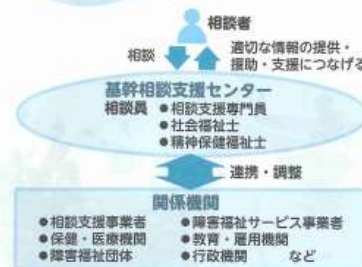 相談者
相談
適切な情報の提供・
援助・支援につなげる
基幹相談支援センター
相談員 ●相談支援専門員
●社会福祉士
●精神保健福祉士
連携・調整
関係機関
●相談支援事業者 ●障害福祉サービス事業者
●保健・医療機関 ●教育・雇用機関
●障害福祉団体 ●行政機関 など